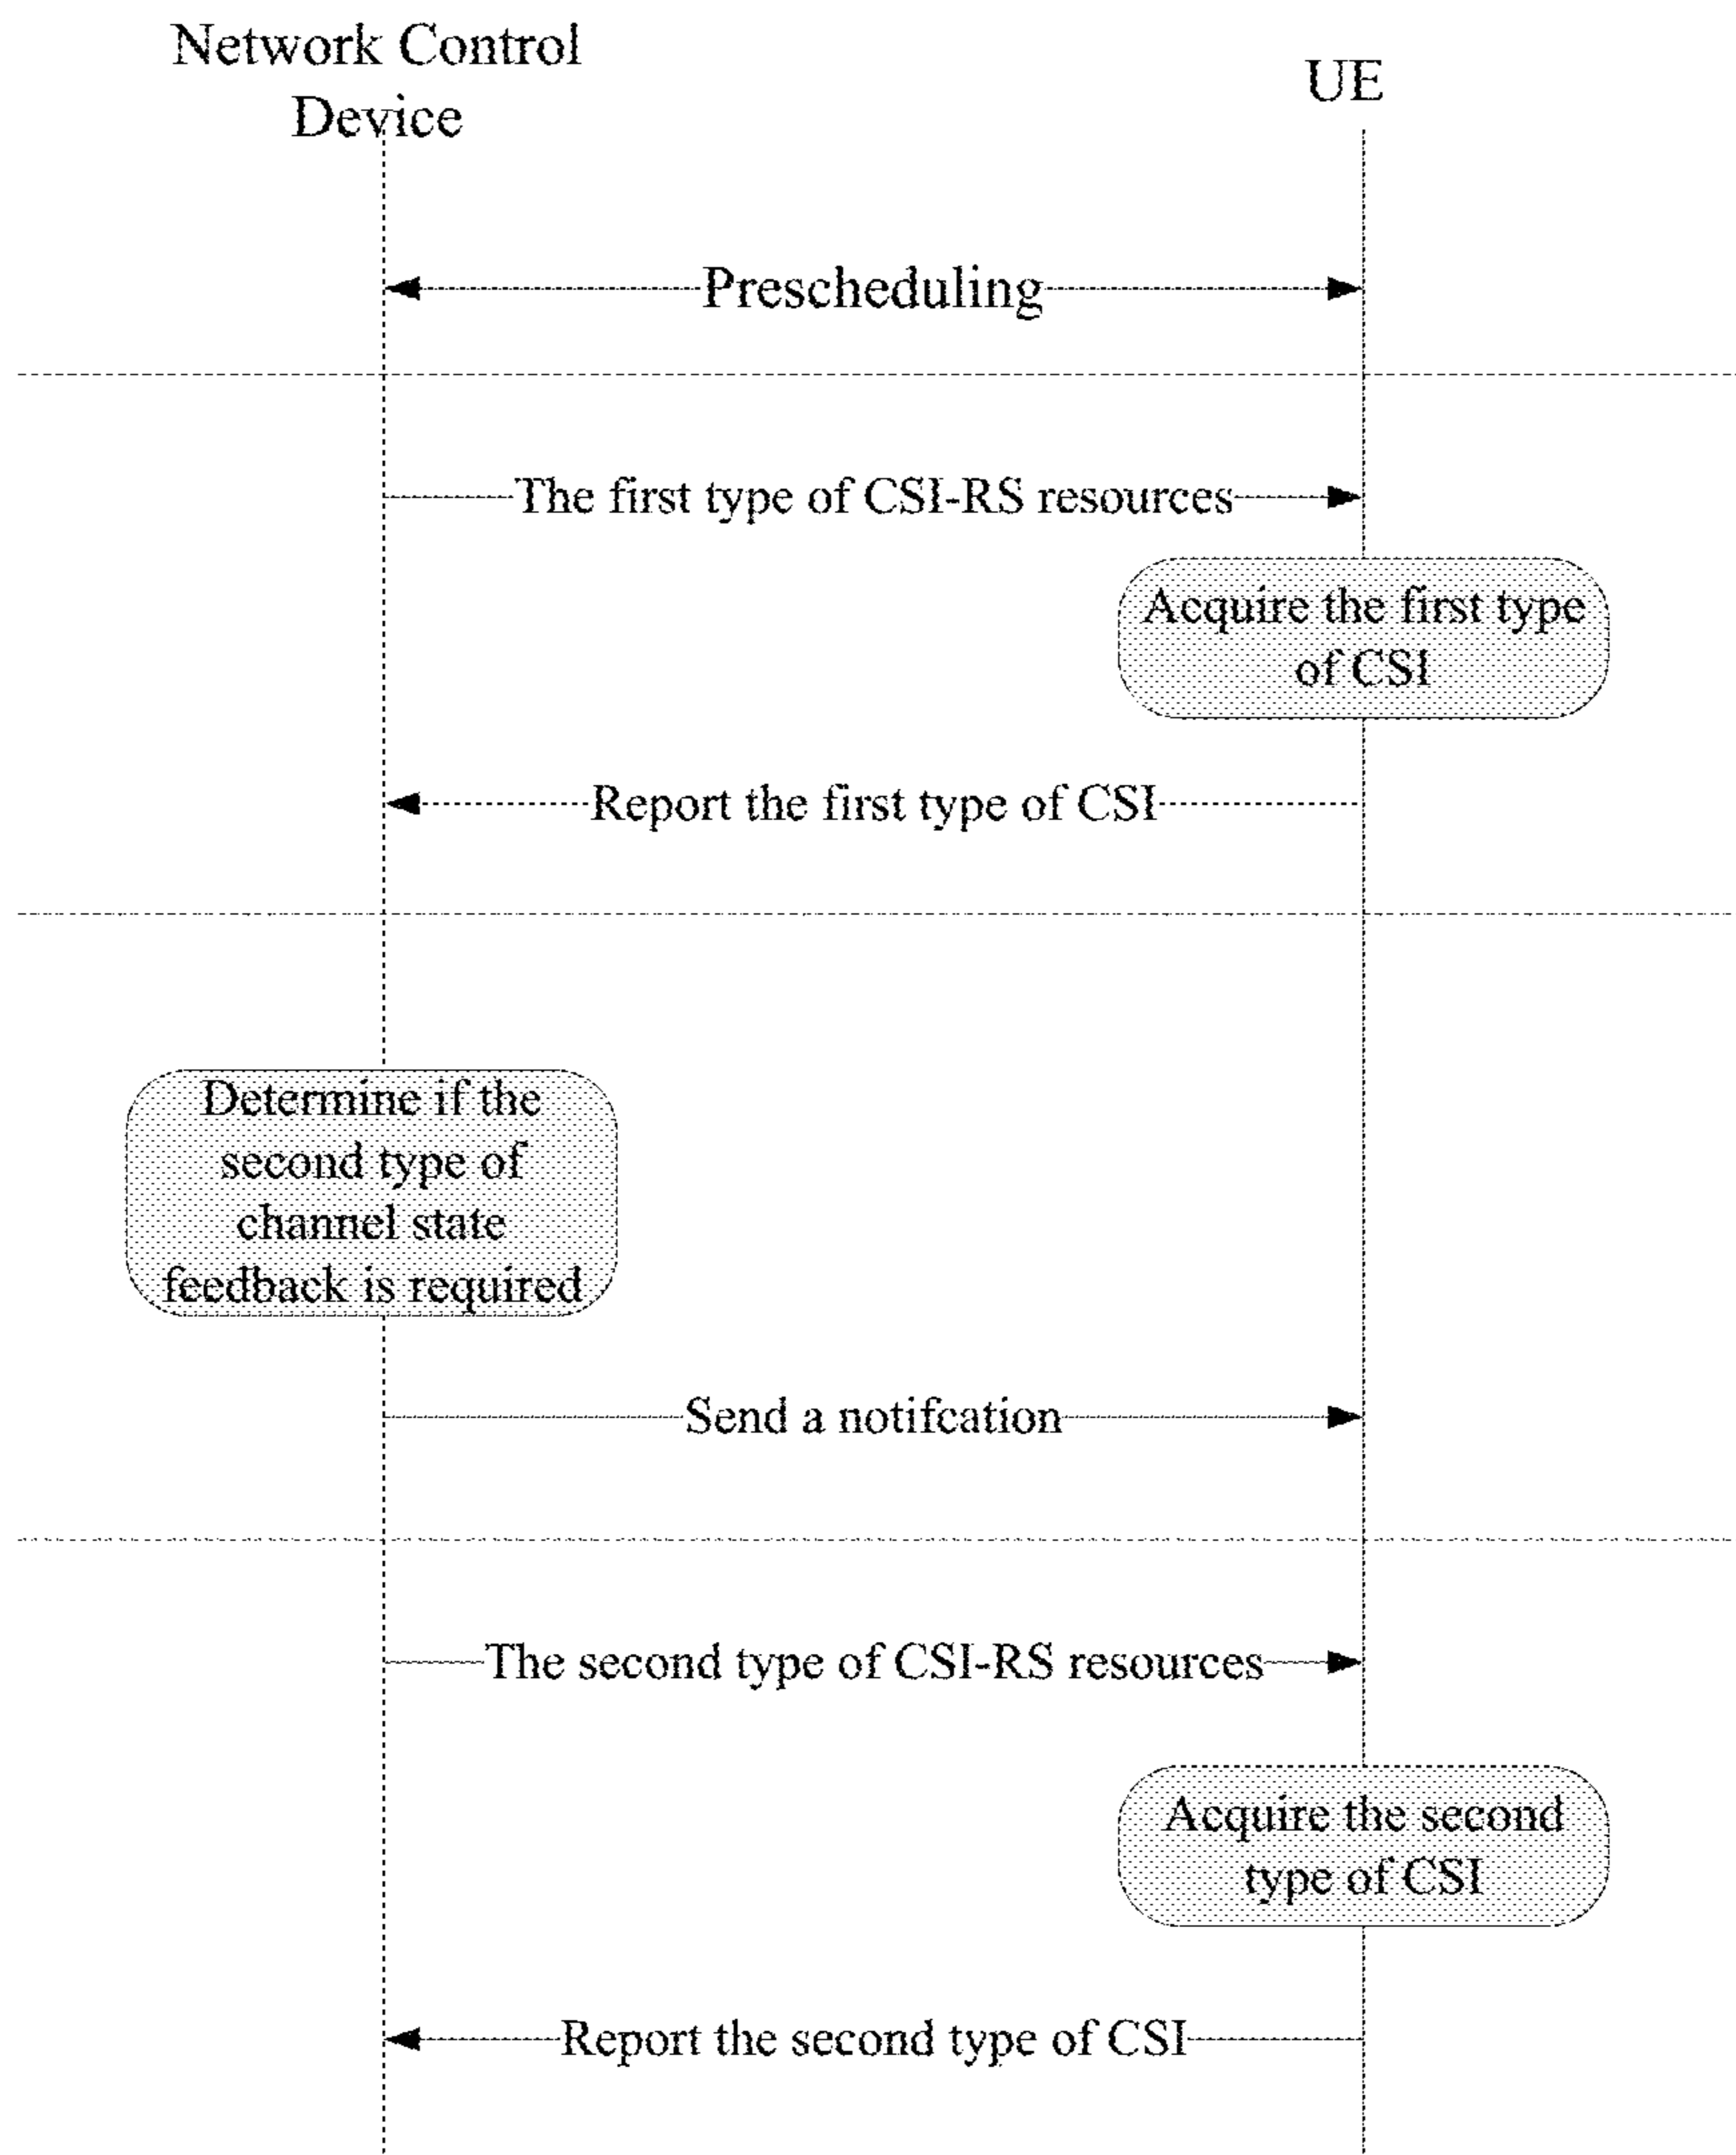 Network Control
Device
UE
Prescheduling
The first type of CSI-RS resources
Acquire the first type
of CSI
Report the first type of CSI
Determine if the
second type of
channel state
feedback is required
Send a notifcation
The second type of CSI-RS resources
Acquire the second
type of CSI
Report the second type of CSI